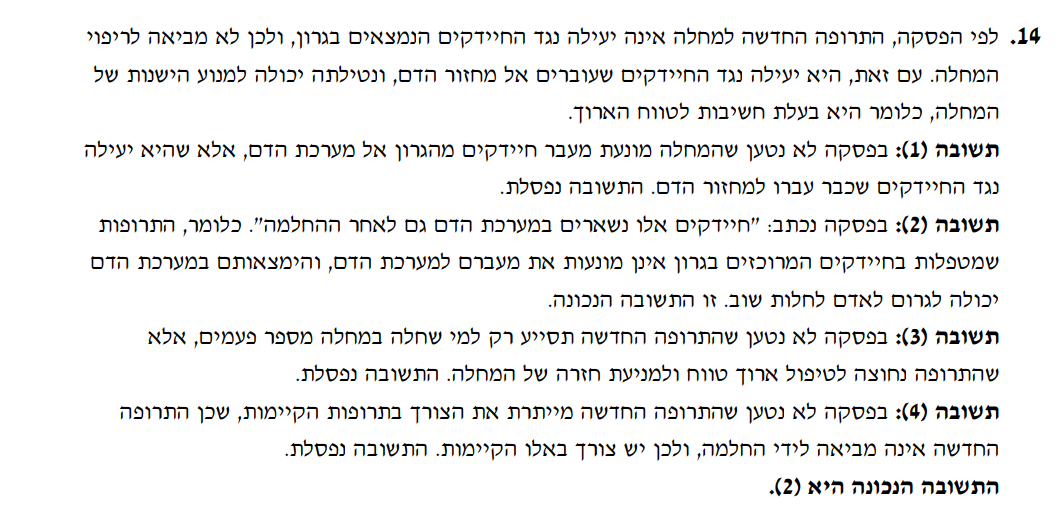 14. לפי הפסקה, התרופה החדשה למחלה אינה יעילה נגד החיידקים הנמצאים בגרון, ולכן לא מביאה לריפוי
המחלה. עם זאת, היא יעילה נגד החיידקים שעוברים אל מחזור הדם, ונטילתה יכולה למנוע הישנות של
המחלה, כלומר היא בעלת חשיבות לטווח הארוך.
תשובה (1): בפסקה לא נטען שהמחלה מונעת מעבר חיידקים מהגרון אל מערכת הדם, אלא שהיא יעילה
נגד החיידקים שכבר עברו למחזור הדם. התשובה נפסלת.
תשובה (2): בפסקה נכתב: "חיידקים אלו נשארים במערכת הדם גם לאחר ההחלמה". כלומר, התרופות
שמטפלות בחיידקים המרוכזים בגרון אינן מונעות את מעברם למערכת הדם, והימצאותם במערכת הדם
יכולה לגרום לאדם לחלות שוב. זו התשובה הנכונה.
תשובה (3): בפסקה לא נטען שהתרופה החדשה תסייע רק למי שחלה במחלה מספר פעמים, אלא
שהתרופה נחוצה לטיפול ארוך טווח ולמניעת חזרה של המחלה. התשובה נפסלת.
תשובה (4): בפסקה לא נטען שהתרופה החדשה מייתרת את הצורך בתרופות הקיימות, שכן התרופה
החדשה אינה מביאה לידי החלמה, ולכן יש צורך באלו הקיימות. התשובה נפסלת.
התשובה הנכונה היא (2).